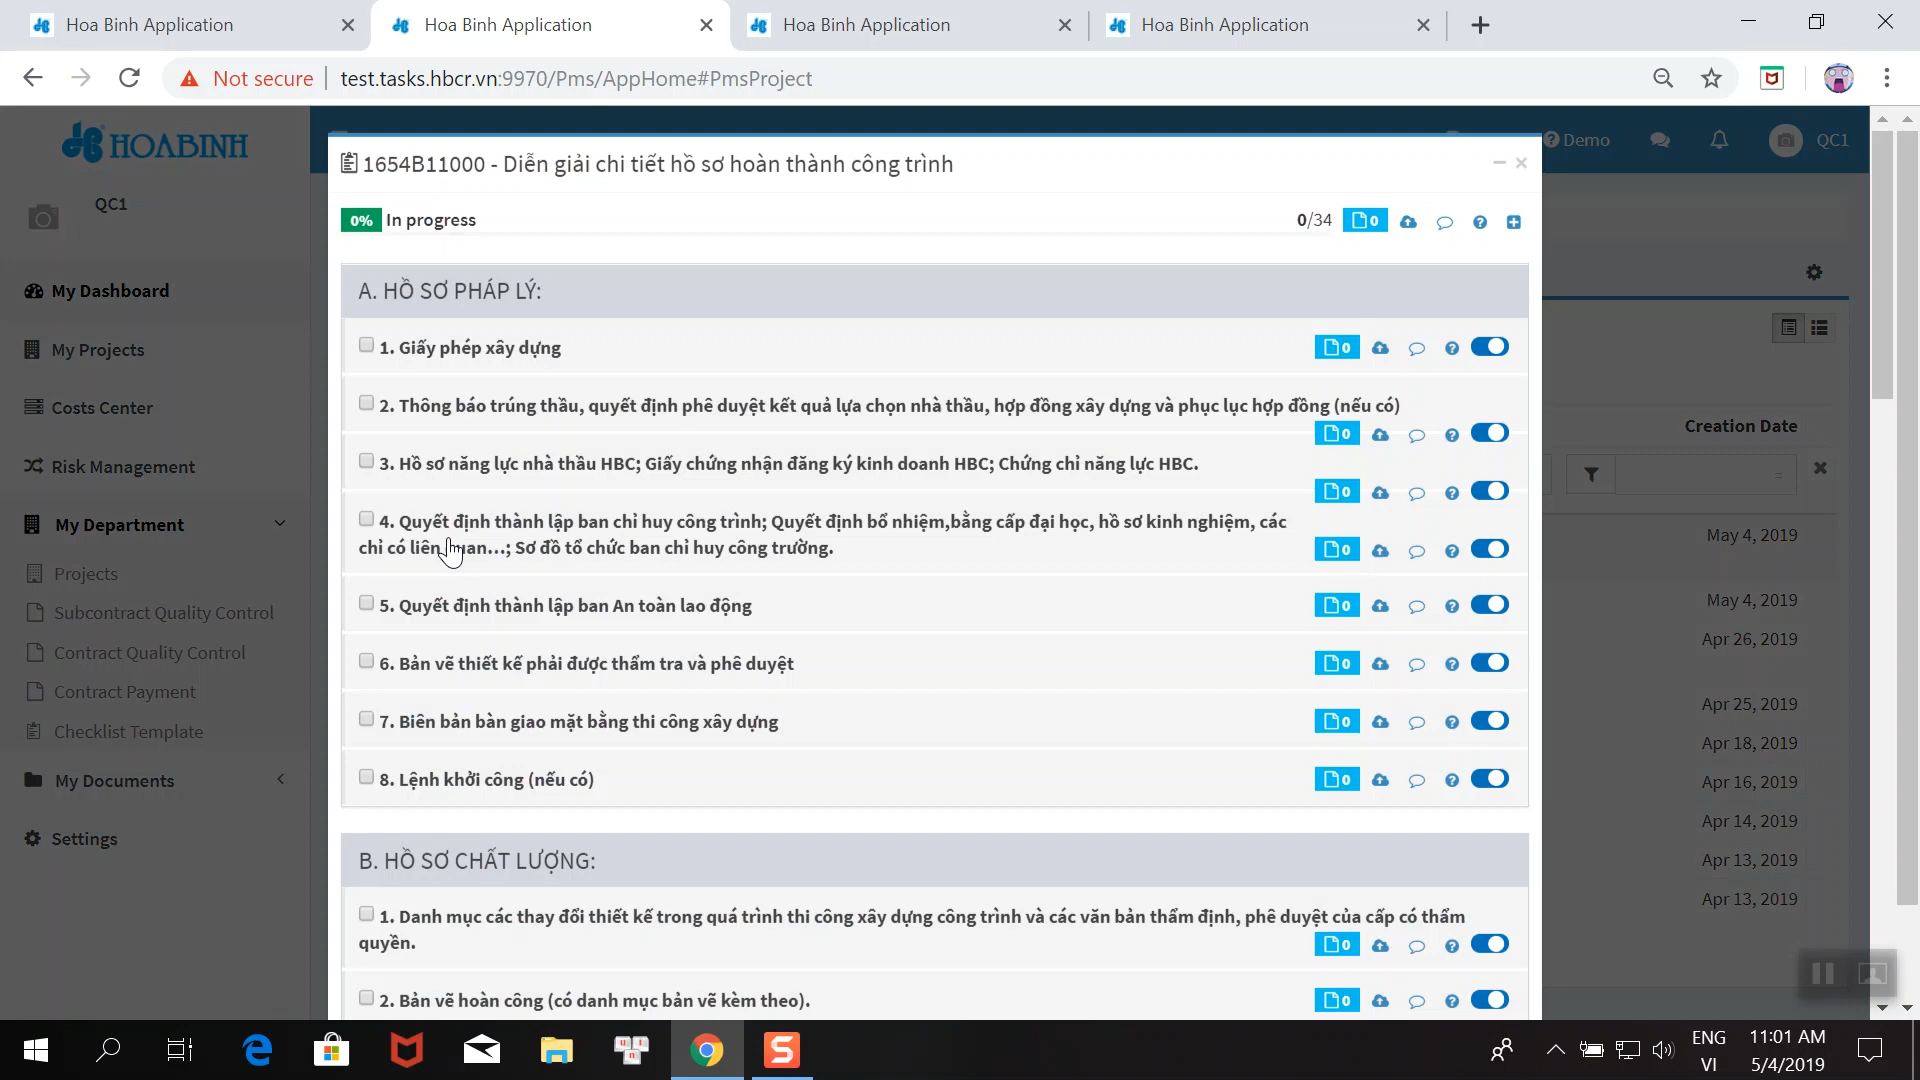 Hoa Binh Application
Hoa Binh Application
Hoa Binh Application
Hoa Binh Application
Not secure
test.tasks.hbcr.vn:9970/Pms/AppHome#PmsProject
HOABINH
Demo
QC1
QC1
My Dashboard
My Projects
Costs Center
Risk Management
My Department
Projects
Subcontract Quality Control
Contract Quality Control
Contract Payment
Checklist Template
My Documents
Settings
1654B11000 - Diễn giải chi tiết hồ sơ hoàn thành công trình
0% In progress
0/34 0
A. HỒ SƠ PHÁP LÝ:
1. Giấy phép xây dựng
0
2. Thông báo trúng thầu, quyết định phê duyệt kết quả lựa chọn nhà thầu, hợp đồng xây dựng và phục lục hợp đồng (nếu có)
0
3. Hồ sơ năng lực nhà thầu HBC; Giấy chứng nhận đăng ký kinh doanh HBC; Chứng chỉ năng lực HBC.
0
4. Quyết định thành lập ban chỉ huy công trình; Quyết định bổ nhiệm,bằng cấp đại học, hồ sơ kinh nghiệm, các
chỉ có liên ...; Sơ đồ tổ chức ban chỉ huy công trường.
0
5. Quyết định thành lập ban An toàn lao động
0
6. Bản vẽ thiết kế phải được thẩm tra và phê duyệt
0
7. Biên bản bàn giao mặt bằng thi công xây dựng
0
8. Lệnh khởi công (nếu có)
0
B. HỒ SƠ CHẤT LƯỢNG:
1. Danh mục các thay đổi thiết kế trong quá trình thi công xây dựng công trình và các văn bản thẩm định, phê duyệt của cấp có thẩm
quyền.
0
2. Bản vẽ hoàn công (có danh mục bản vẽ kèm theo).
0
Creation Date
=
May 4, 2019
May 4, 2019
Apr 26, 2019
Apr 25, 2019
Apr 18, 2019
Apr 16, 2019
Apr 14, 2019
Apr 13, 2019
Apr 13, 2019
ENG
VI
11:01 AM
5/4/2019